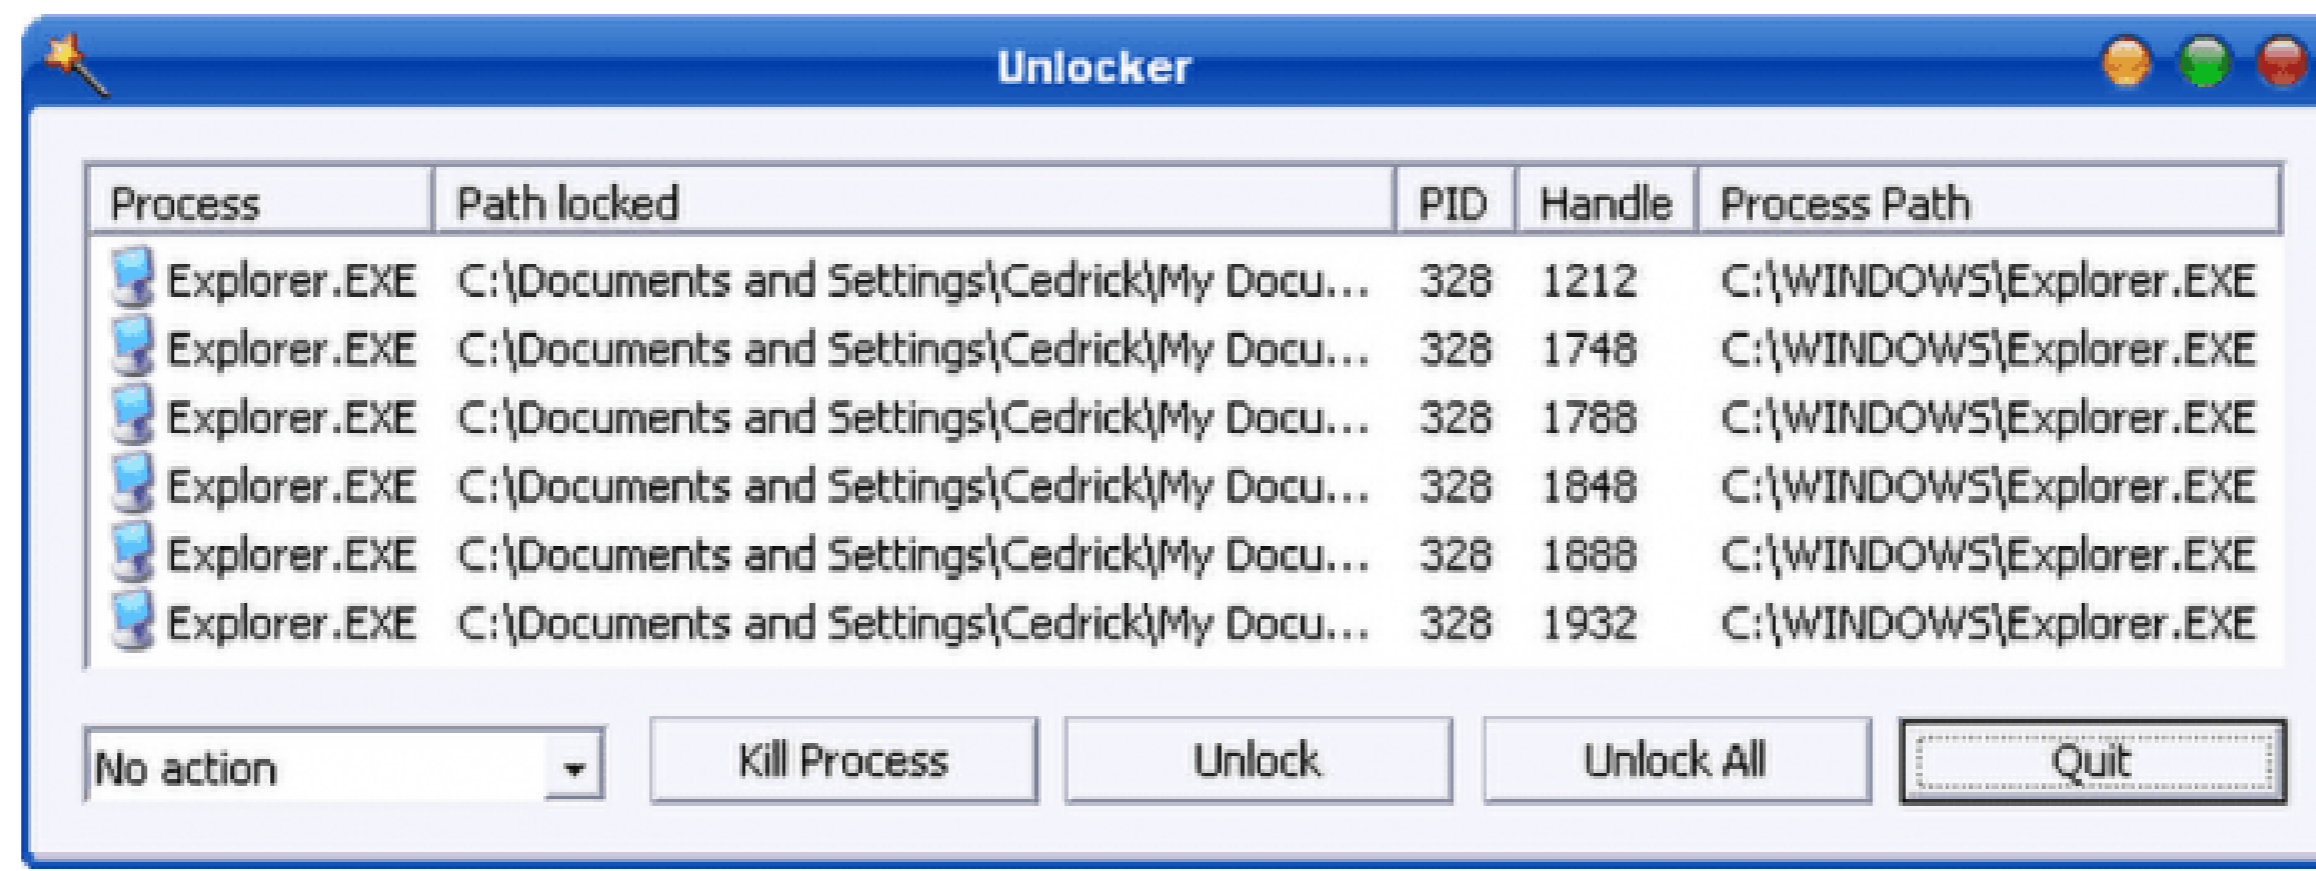 Unlocker
Process Path locked PID Handle Process Path
Explorer.EXE C:\Documents and Settings\Cedrick\My Docu... 328 1212 C:\WINDOWS\Explorer.EXE
Explorer.EXE C:\Documents and Settings\Cedrick\My Docu... 328 1748 C:\WINDOWS\Explorer.EXE
Explorer.EXE C:\Documents and Settings\Cedrick\My Docu... 328 1788 C:\WINDOWS\Explorer.EXE
Explorer.EXE C:\Documents and Settings\Cedrick\My Docu... 328 1848 C:\WINDOWS\Explorer.EXE
Explorer.EXE C:\Documents and Settings\Cedrick\My Docu... 328 1888 C:\WINDOWS\Explorer.EXE
Explorer.EXE C:\Documents and Settings\Cedrick\My Docu... 328 1932 C:\WINDOWS\Explorer.EXE
No action Kill Process Unlock Unlock All Quit